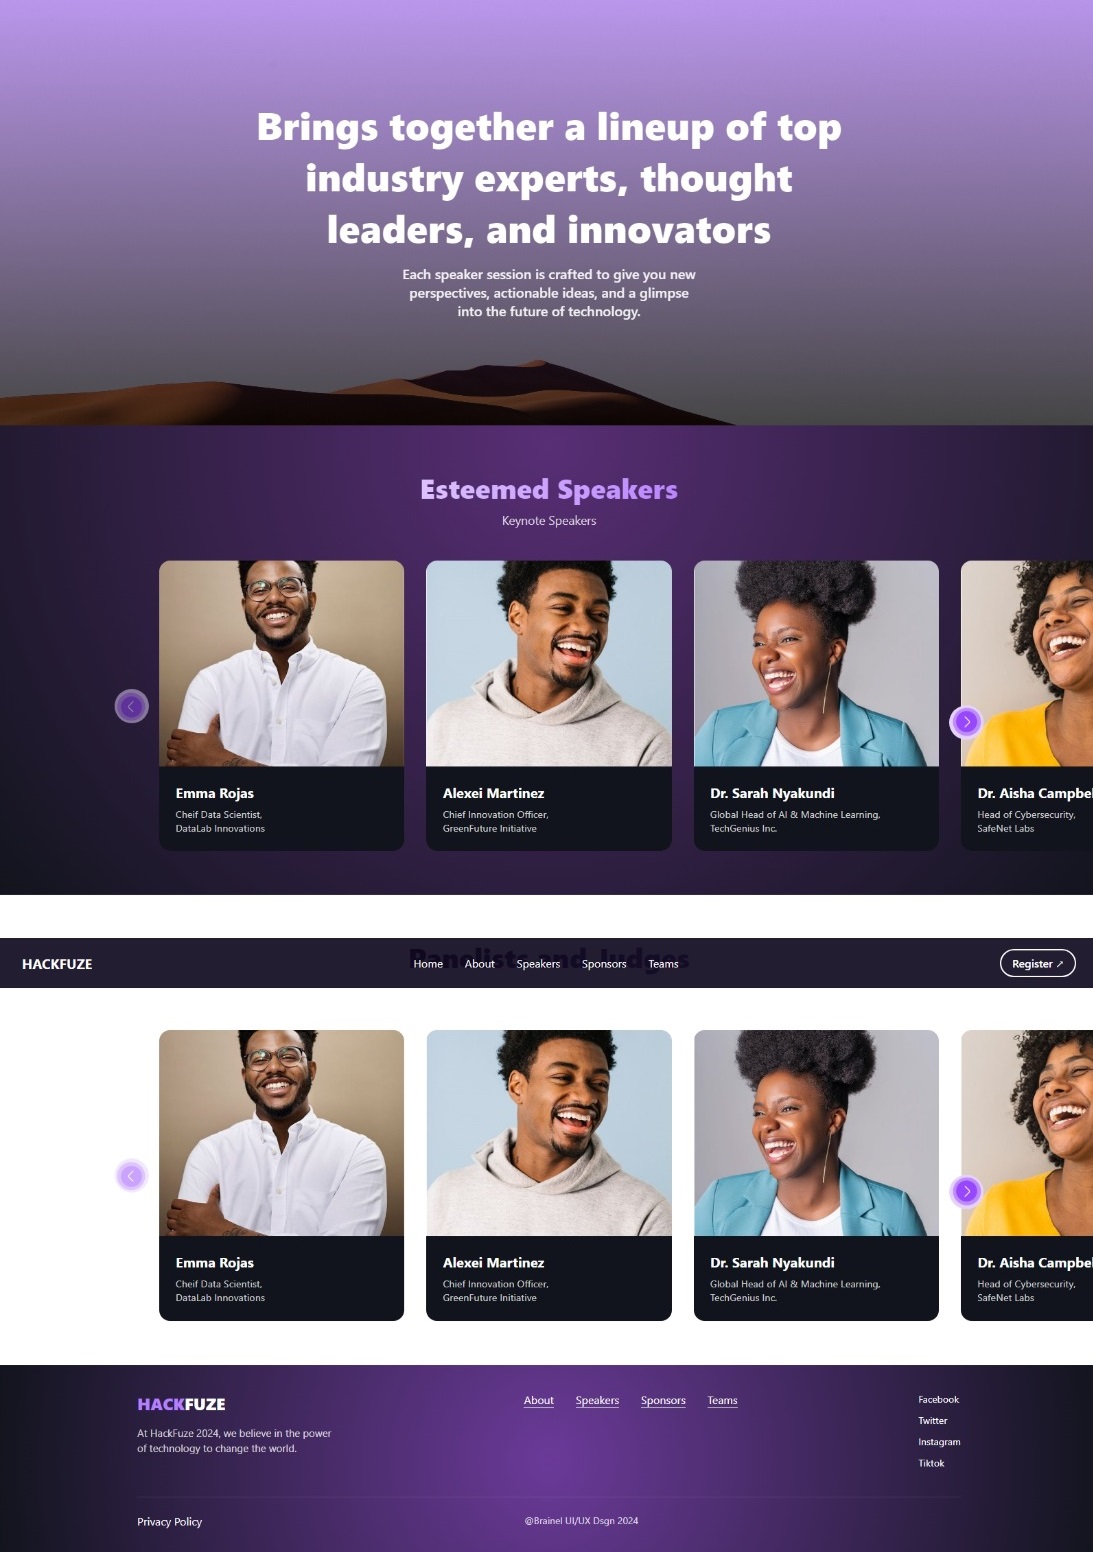 Brings together a lineup of top
industry experts, thought
leaders, and innovators
Each speaker session is crafted to give you new
perspectives, actionable ideas, and a glimpse
into the future of technology.
Esteemed Speakers
Keynote Speakers
Emma Rojas
Cheif Data Scientist,
DataLab Innovations
Alexei Martinez
Chief Innovation Officer,
GreenFuture Initiative
Dr. Sarah Nyakundi
Global Head of AI & Machine Learning,
TechGenius Inc.
Dr. Aisha Campbel
Head of Cybersecurity,
SafeNet Labs
Panelists and Judges
HACKFUZE
Home About Speakers Sponsors Teams
Register ↗
Emma Rojas
Cheif Data Scientist,
DataLab Innovations
Alexei Martinez
Chief Innovation Officer,
GreenFuture Initiative
Dr. Sarah Nyakundi
Global Head of AI & Machine Learning,
TechGenius Inc.
Dr. Aisha Campbel
Head of Cybersecurity,
SafeNet Labs
HACKFUZE
At HackFuze 2024, we believe in the power
of technology to change the world.
About Speakers Sponsors Teams
Facebook
Twitter
Instagram
Tiktok
Privacy Policy
@Brainel UI/UX Dsgn 2024